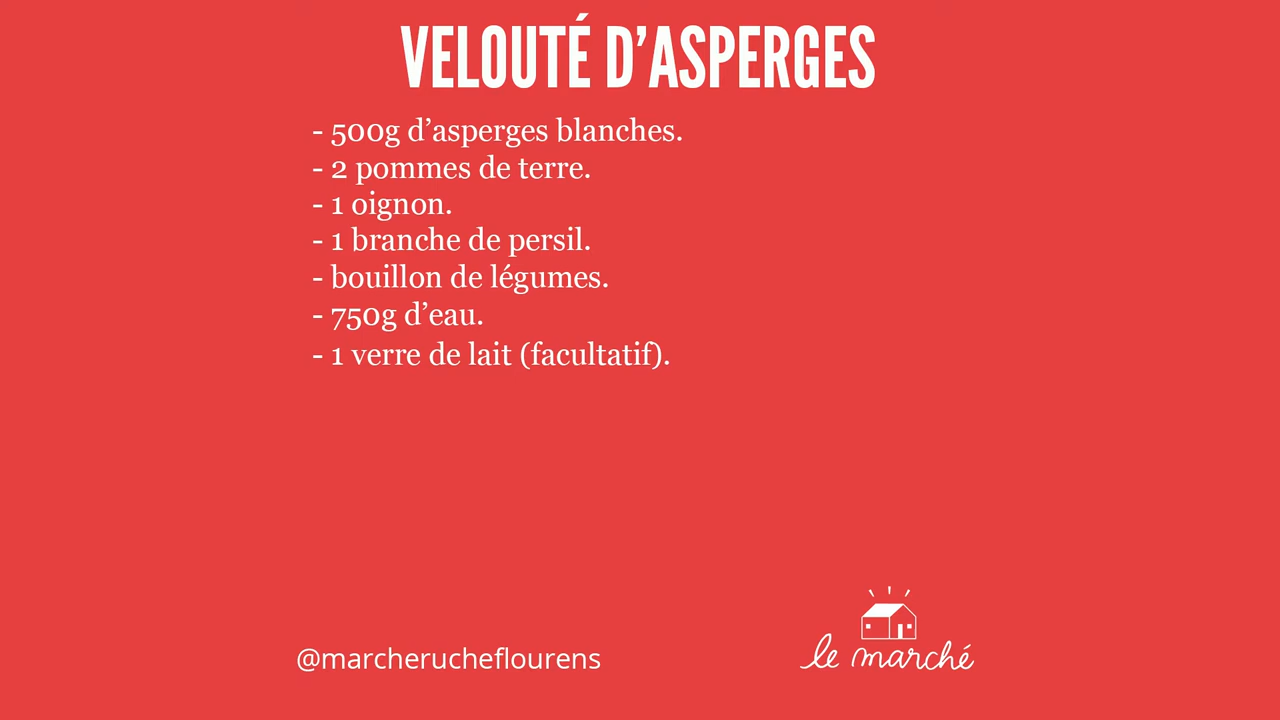 VELOUTÉ D’ASPERGES
- 500g d’asperges blanches.
- 2 pommes de terre.
- 1 oignon.
- 1 branche de persil.
- bouillon de légumes.
- 750g d’eau.
- 1 verre de lait (facultatif).
@marcherucheflourens
le marché